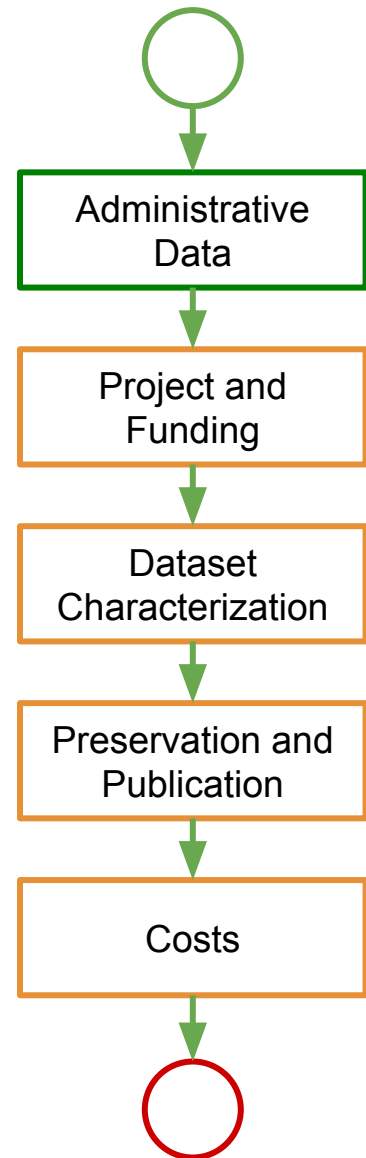 Administrative
Data
Project and
Funding
Dataset
Characterization
Preservation and
Publication
Costs